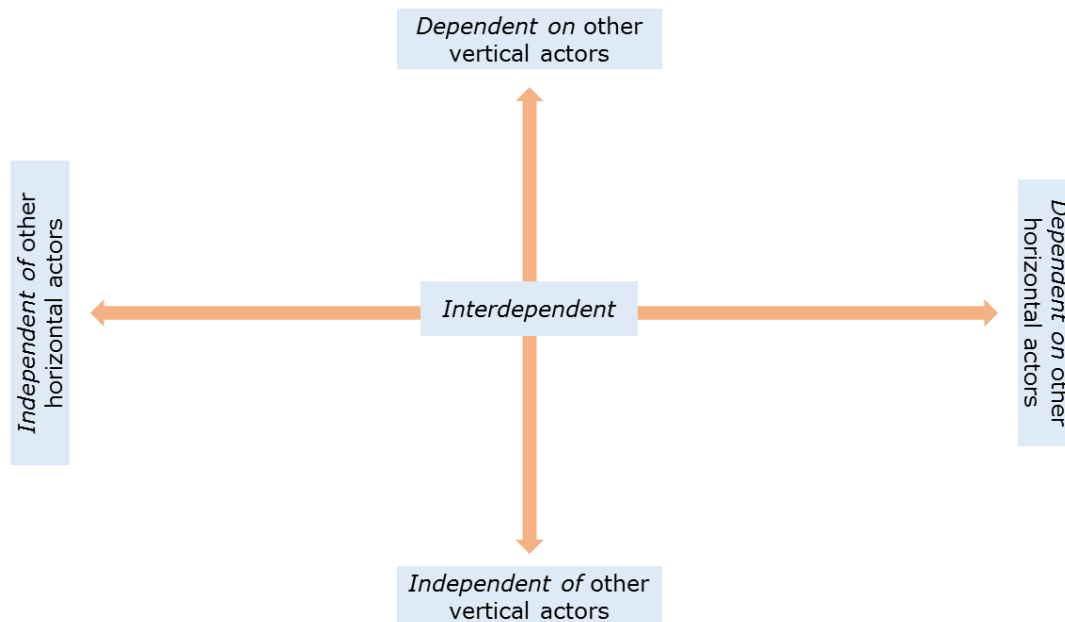 Dependent on other
vertical actors
Independent of other
horizontal actors
Interdependent
Dependent on other
horizontal actors
Independent of other
vertical actors